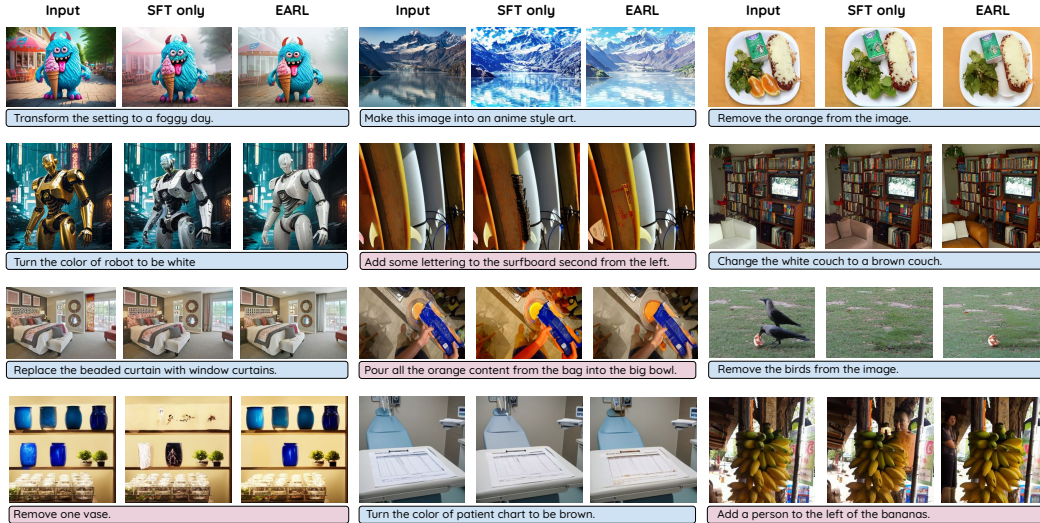 Input SFT only EARL Input SFT only EARL Input SFT only EARL
Transform the setting to a foggy day.
Make this image into an anime style art.
Remove the orange from the image.
Turn the color of robot to be white
Add some lettering to the surfboard second from the left.
Change the white couch to a brown couch.
Replace the beaded curtain with window curtains.
Pour all the orange content from the bag into the big bowl.
Remove the birds from the image.
Remove one vase.
Turn the color of patient chart to be brown.
Add a person to the left of the bananas.